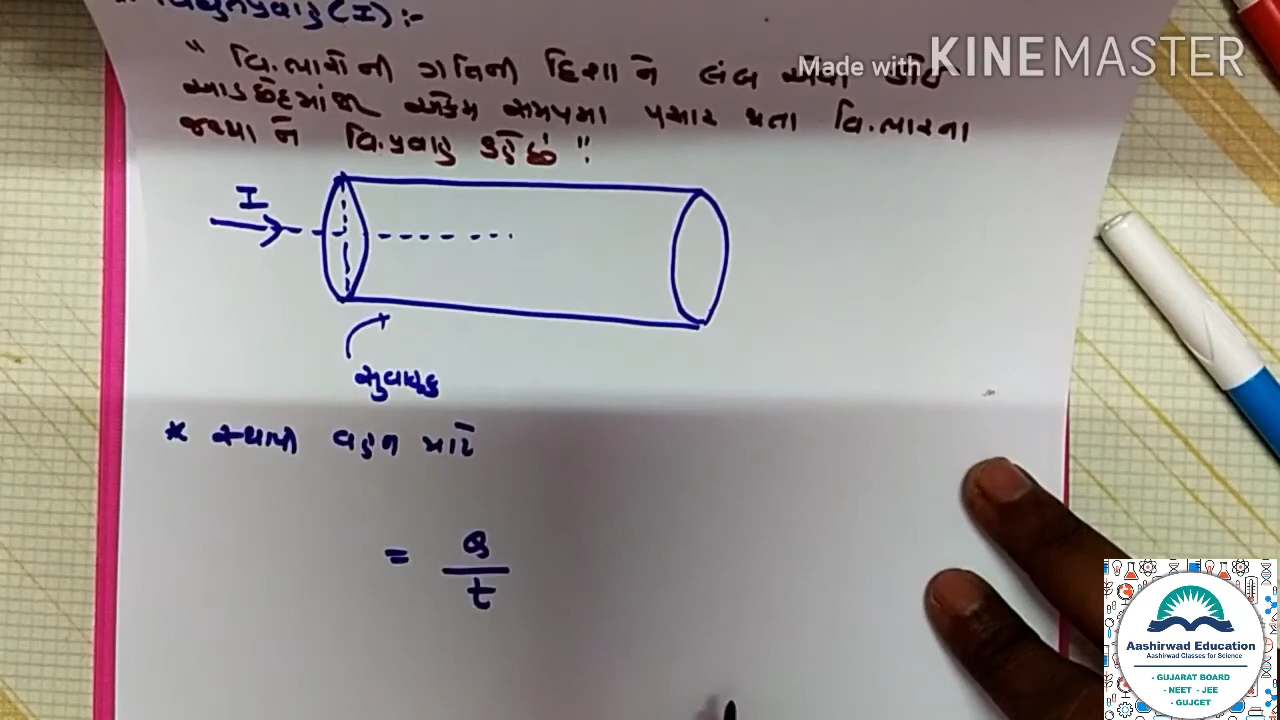 વિદ્યુતપ્રવાહ (I) :-
" વિ.ભારોની ગતિની દિશાને લંબ એવા કોઈ
આડછેદમાંથી એકમ સમયમા પસાર થતા વિ.ભારના
જથ્થા ને વિ.પ્રવાહ કહે છે ".
Made with KINEMASTER
I
સુવાહક
* સ્થાયી વહન માટે
= Q
t
Aashirwad Education
Aashirwad Classes for Science
- GUJARAT BOARD
- NEET - JEE
- GUJCET